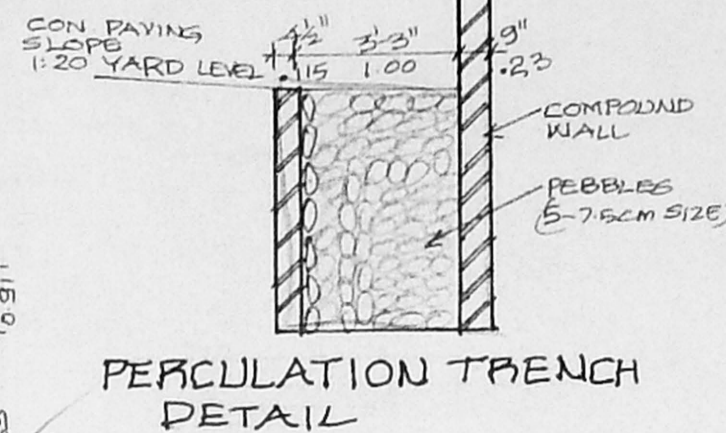 CON PAVING
SLOPE
1:20 YARD LEVEL
4½"
.115
3'-3"
1.00
9"
.23
COMPOUND
WALL
PEBBLES
(5-7.5CM SIZE)
PERCULATION TRENCH
DETAIL